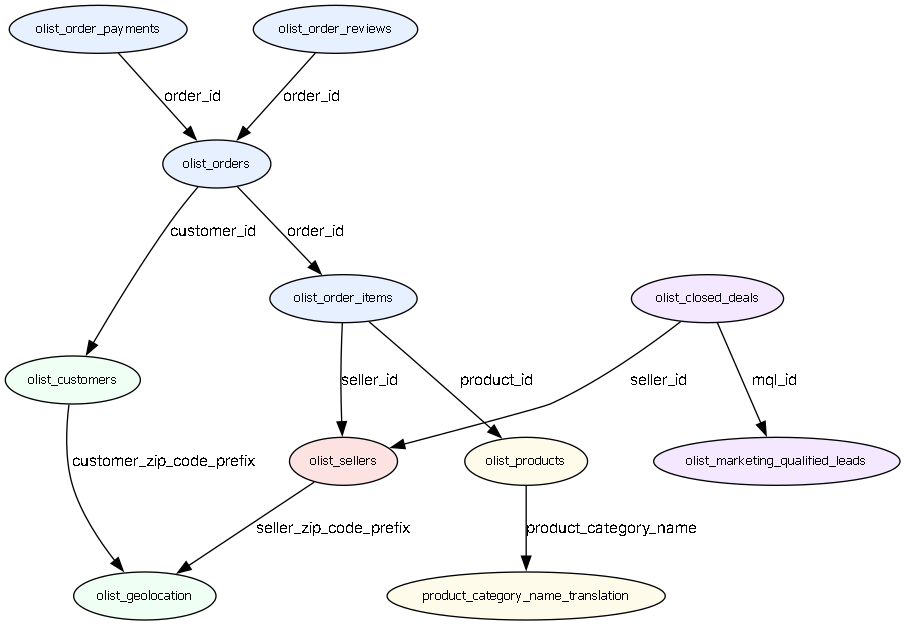 olist_order_payments
olist_order_reviews
order_id
order_id
olist_orders
customer_id
order_id
olist_order_items
olist_closed_deals
olist_customers
seller_id
product_id
seller_id
mql_id
customer_zip_code_prefix
olist_sellers
olist_products
olist_marketing_qualified_leads
seller_zip_code_prefix
product_category_name
olist_geolocation
product_category_name_translation